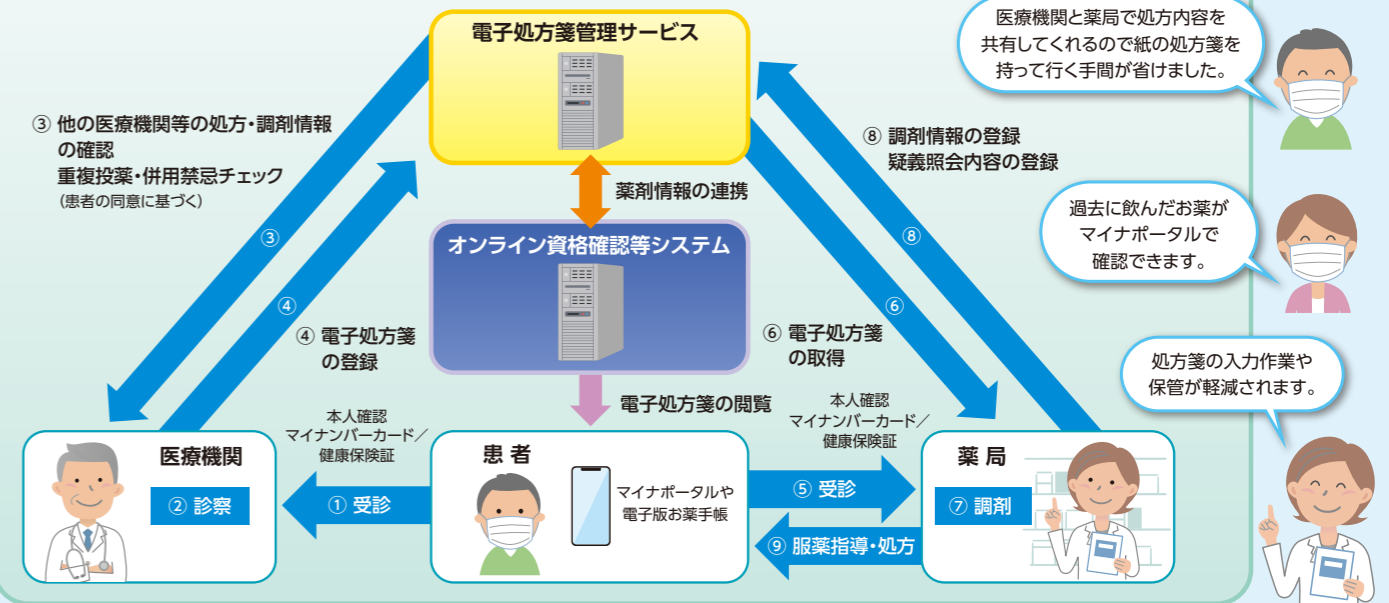 電子処方箋管理サービス
③ 他の医療機関等の処方・調剤情報
の確認
重複投薬・併用禁忌チェック
(患者の同意に基づく)
③
④
④ 電子処方箋
の登録
薬剤情報の連携
オンライン資格確認等システム
電子処方箋の閲覧
⑧ 調剤情報の登録
疑義照会内容の登録
⑧
⑥
⑥ 電子処方箋
の取得
本人確認
マイナンバーカード／
健康保険証
本人確認
マイナンバーカード／
健康保険証
医療機関
② 診察
① 受診
患 者
マイナポータルや
電子版お薬手帳
⑤ 受診
⑨ 服薬指導・処方
薬 局
⑦ 調剤
医療機関と薬局で処方内容を
共有してくれるので紙の処方箋を
持って行く手間が省けました。
過去に飲んだお薬が
マイナポータルで
確認できます。
処方箋の入力作業や
保管が軽減されます。